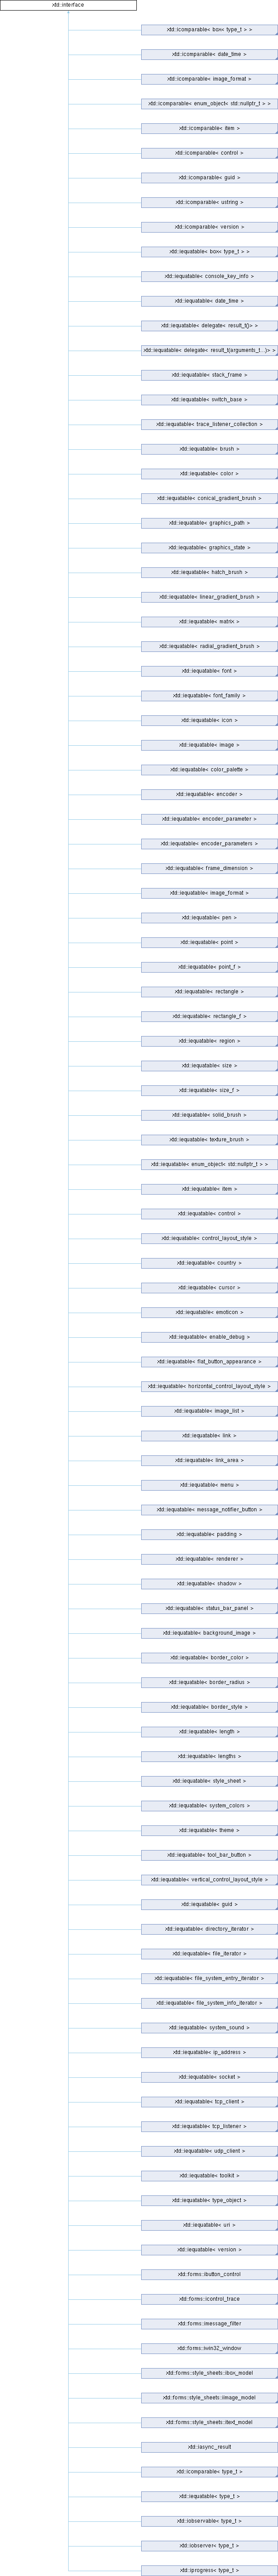 xtd::interface
xtd::icomparable< box< type_t > >
xtd::icomparable< date_time >
xtd::icomparable< image_format >
xtd::icomparable< enum_object< std::nullptr_t > >
xtd::icomparable< item >
xtd::icomparable< control >
xtd::icomparable< guid >
xtd::icomparable< ustring >
xtd::icomparable< version >
xtd::iequatable< box< type_t > >
xtd::iequatable< console_key_info >
xtd::iequatable< date_time >
xtd::iequatable< delegate< result_t()> >
xtd::iequatable< delegate< result_t(arguments_t...)> >
xtd::iequatable< stack_frame >
xtd::iequatable< switch_base >
xtd::iequatable< trace_listener_collection >
xtd::iequatable< brush >
xtd::iequatable< color >
xtd::iequatable< conical_gradient_brush >
xtd::iequatable< graphics_path >
xtd::iequatable< graphics_state >
xtd::iequatable< hatch_brush >
xtd::iequatable< linear_gradient_brush >
xtd::iequatable< matrix >
xtd::iequatable< radial_gradient_brush >
xtd::iequatable< font >
xtd::iequatable< font_family >
xtd::iequatable< icon >
xtd::iequatable< image >
xtd::iequatable< color_palette >
xtd::iequatable< encoder >
xtd::iequatable< encoder_parameter >
xtd::iequatable< encoder_parameters >
xtd::iequatable< frame_dimension >
xtd::iequatable< image_format >
xtd::iequatable< pen >
xtd::iequatable< point >
xtd::iequatable< point_f >
xtd::iequatable< rectangle >
xtd::iequatable< rectangle_f >
xtd::iequatable< region >
xtd::iequatable< size >
xtd::iequatable< size_f >
xtd::iequatable< solid_brush >
xtd::iequatable< texture_brush >
xtd::iequatable< enum_object< std::nullptr_t > >
xtd::iequatable< item >
xtd::iequatable< control >
xtd::iequatable< control_layout_style >
xtd::iequatable< country >
xtd::iequatable< cursor >
xtd::iequatable< emoticon >
xtd::iequatable< enable_debug >
xtd::iequatable< flat_button_appearance >
xtd::iequatable< horizontal_control_layout_style >
xtd::iequatable< image_list >
xtd::iequatable< link >
xtd::iequatable< link_area >
xtd::iequatable< menu >
xtd::iequatable< message_notifier_button >
xtd::iequatable< padding >
xtd::iequatable< renderer >
xtd::iequatable< shadow >
xtd::iequatable< status_bar_panel >
xtd::iequatable< background_image >
xtd::iequatable< border_color >
xtd::iequatable< border_radius >
xtd::iequatable< border_style >
xtd::iequatable< length >
xtd::iequatable< lengths >
xtd::iequatable< style_sheet >
xtd::iequatable< system_colors >
xtd::iequatable< theme >
xtd::iequatable< tool_bar_button >
xtd::iequatable< vertical_control_layout_style >
xtd::iequatable< guid >
xtd::iequatable< directory_iterator >
xtd::iequatable< file_iterator >
xtd::iequatable< file_system_entry_iterator >
xtd::iequatable< file_system_info_iterator >
xtd::iequatable< system_sound >
xtd::iequatable< ip_address >
xtd::iequatable< socket >
xtd::iequatable< tcp_client >
xtd::iequatable< tcp_listener >
xtd::iequatable< udp_client >
xtd::iequatable< toolkit >
xtd::iequatable< type_object >
xtd::iequatable< uri >
xtd::iequatable< version >
xtd::forms::ibutton_control
xtd::forms::icontrol_trace
xtd::forms::imessage_filter
xtd::forms::iwin32_window
xtd::forms::style_sheets::ibox_model
xtd::forms::style_sheets::iimage_model
xtd::forms::style_sheets::itext_model
xtd::iasync_result
xtd::icomparable< type_t >
xtd::iequatable< type_t >
xtd::iobservable< type_t >
xtd::iobserver< type_t >
xtd::iprogress< type_t >